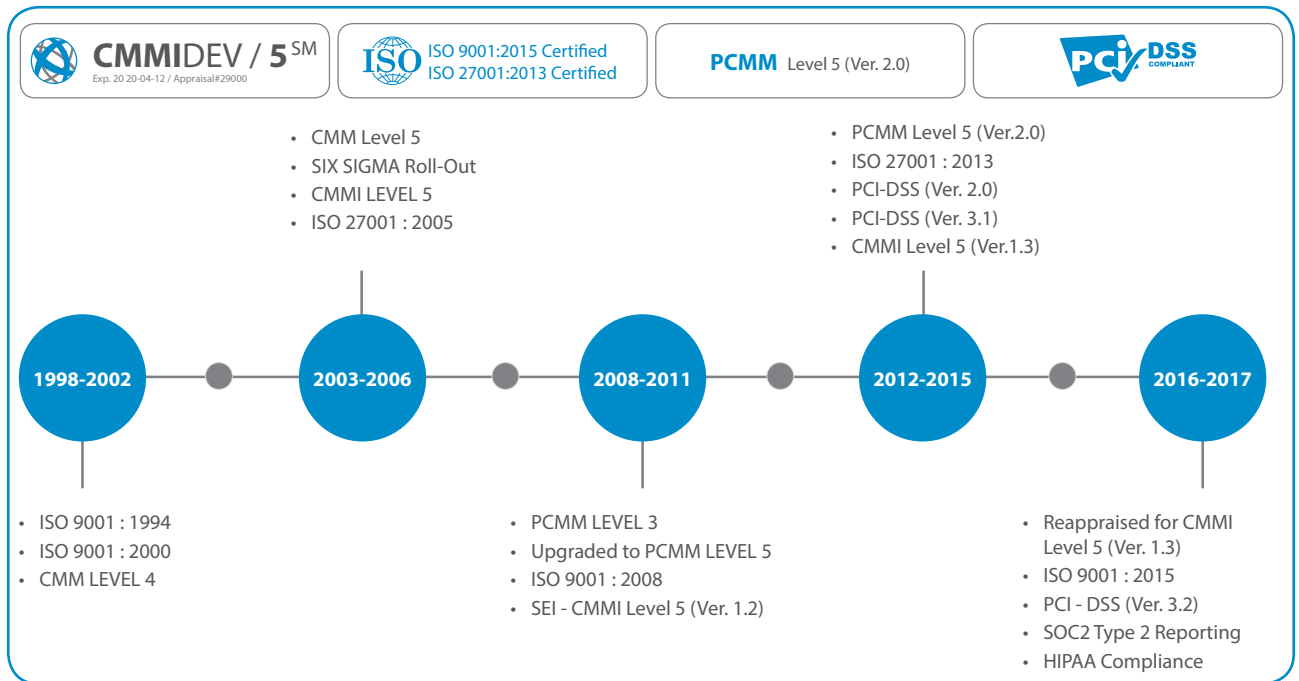 CMMIDEV / 5 SM
Exp. 20 20-04-12 / Appraisal#29000
ISO
ISO 9001:2015 Certified
ISO 27001:2013 Certified
PCMM Level 5 (Ver. 2.0)
PCI DSS
COMPLIANT
• CMM Level 5
• SIX SIGMA Roll-Out
• CMMI LEVEL 5
• ISO 27001 : 2005
• PCMM Level 5 (Ver.2.0)
• ISO 27001 : 2013
• PCI-DSS (Ver. 2.0)
• PCI-DSS (Ver. 3.1)
• CMMI Level 5 (Ver.1.3)
1998-2002
2003-2006
2008-2011
2012-2015
2016-2017
• ISO 9001 : 1994
• ISO 9001 : 2000
• CMM LEVEL 4
• PCMM LEVEL 3
• Upgraded to PCMM LEVEL 5
• ISO 9001 : 2008
• SEI - CMMI Level 5 (Ver. 1.2)
• Reappraised for CMMI
Level 5 (Ver. 1.3)
• ISO 9001 : 2015
• PCI - DSS (Ver. 3.2)
• SOC2 Type 2 Reporting
• HIPAA Compliance